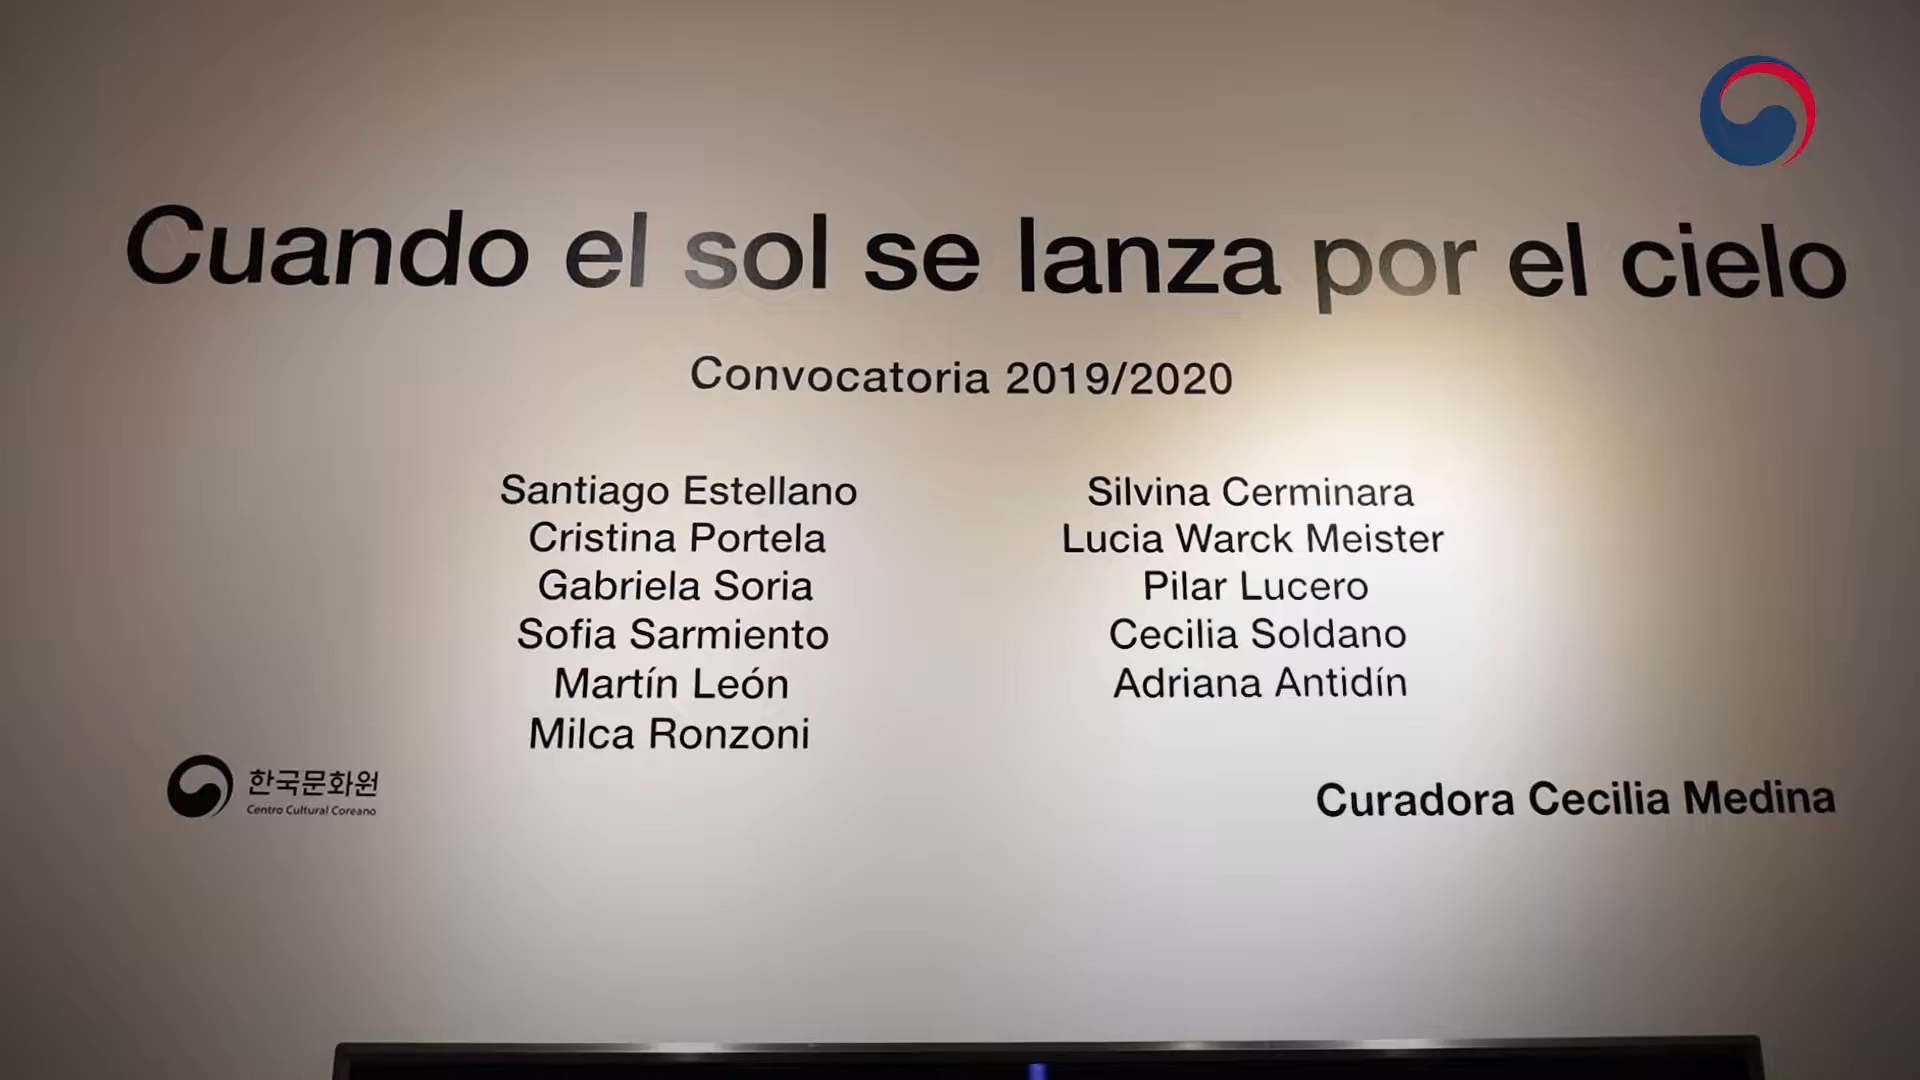 Cuando el sol se lanza por el cielo
Convocatoria 2019/2020
Santiago Estellano
Cristina Portela
Gabriela Soria
Sofia Sarmiento
Martín León
Milca Ronzoni
Silvina Cerminara
Lucia Warck Meister
Pilar Lucero
Cecilia Soldano
Adriana Antidín
한국문화원
Centro Cultural Coreano
Curadora Cecilia Medina